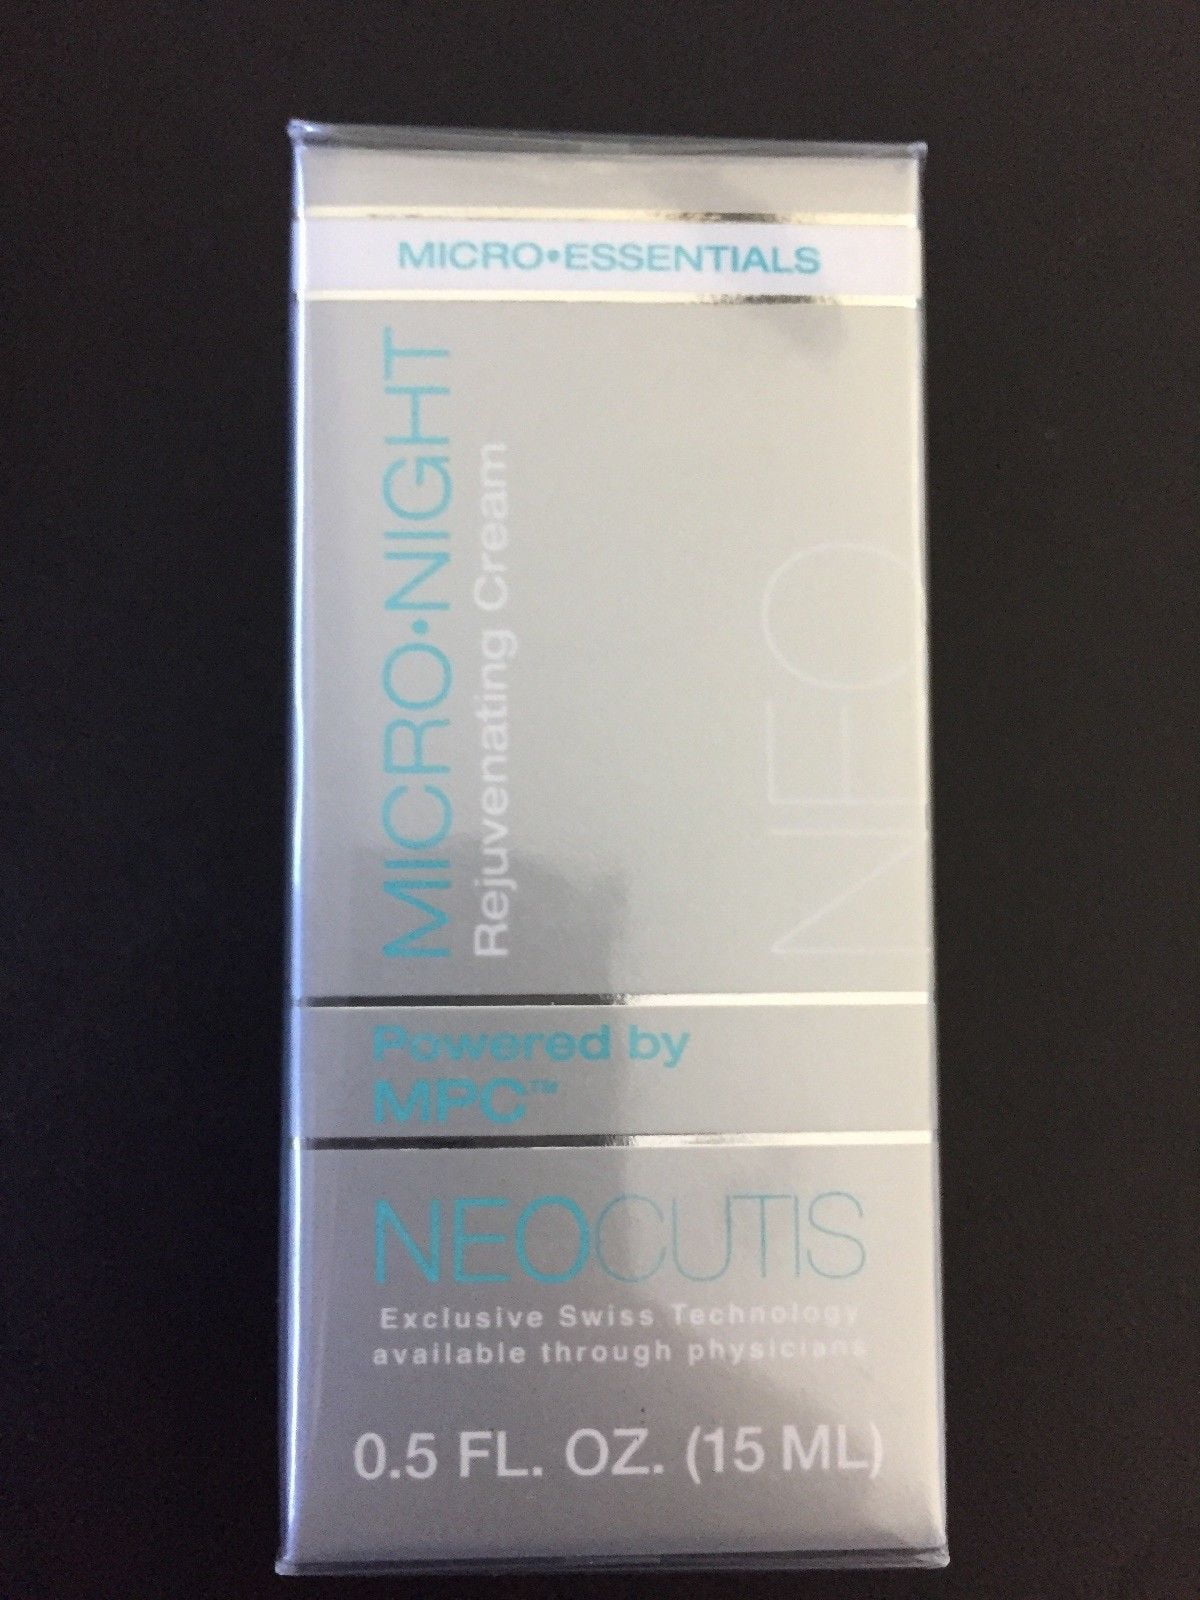 MICRO•ESSENTIALS
MICRO•NIGHT
Rejuvenating Cream
NEO
Powered by
MPC™
NEOCUTIS
Exclusive Swiss Technology
available through physicians
0.5 FL. OZ. (15 ML)